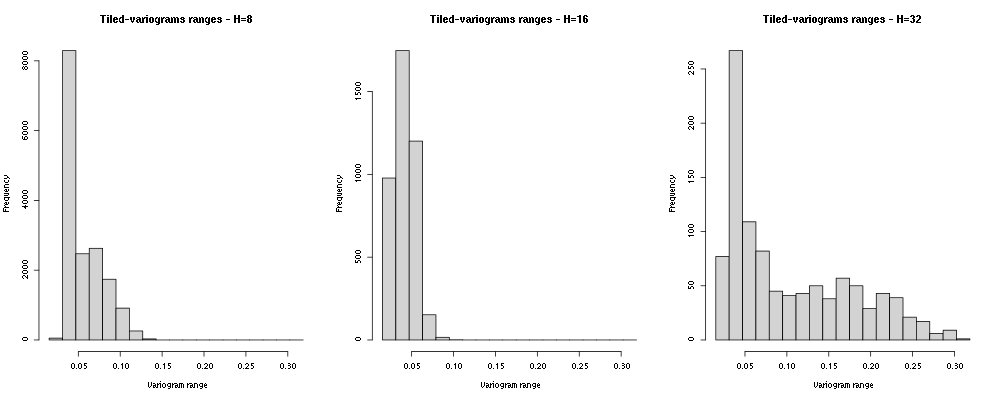 Tiled-variograms ranges - H=8
Frequency
0
2000
4000
6000
8000
0.05 0.10 0.15 0.20 0.25 0.30
Variogram range
Tiled-variograms ranges - H=16
Frequency
0
500
1000
1500
0.05 0.10 0.15 0.20 0.25 0.30
Variogram range
Tiled-variograms ranges - H=32
Frequency
0
50
100
150
200
250
0.05 0.10 0.15 0.20 0.25 0.30
Variogram range